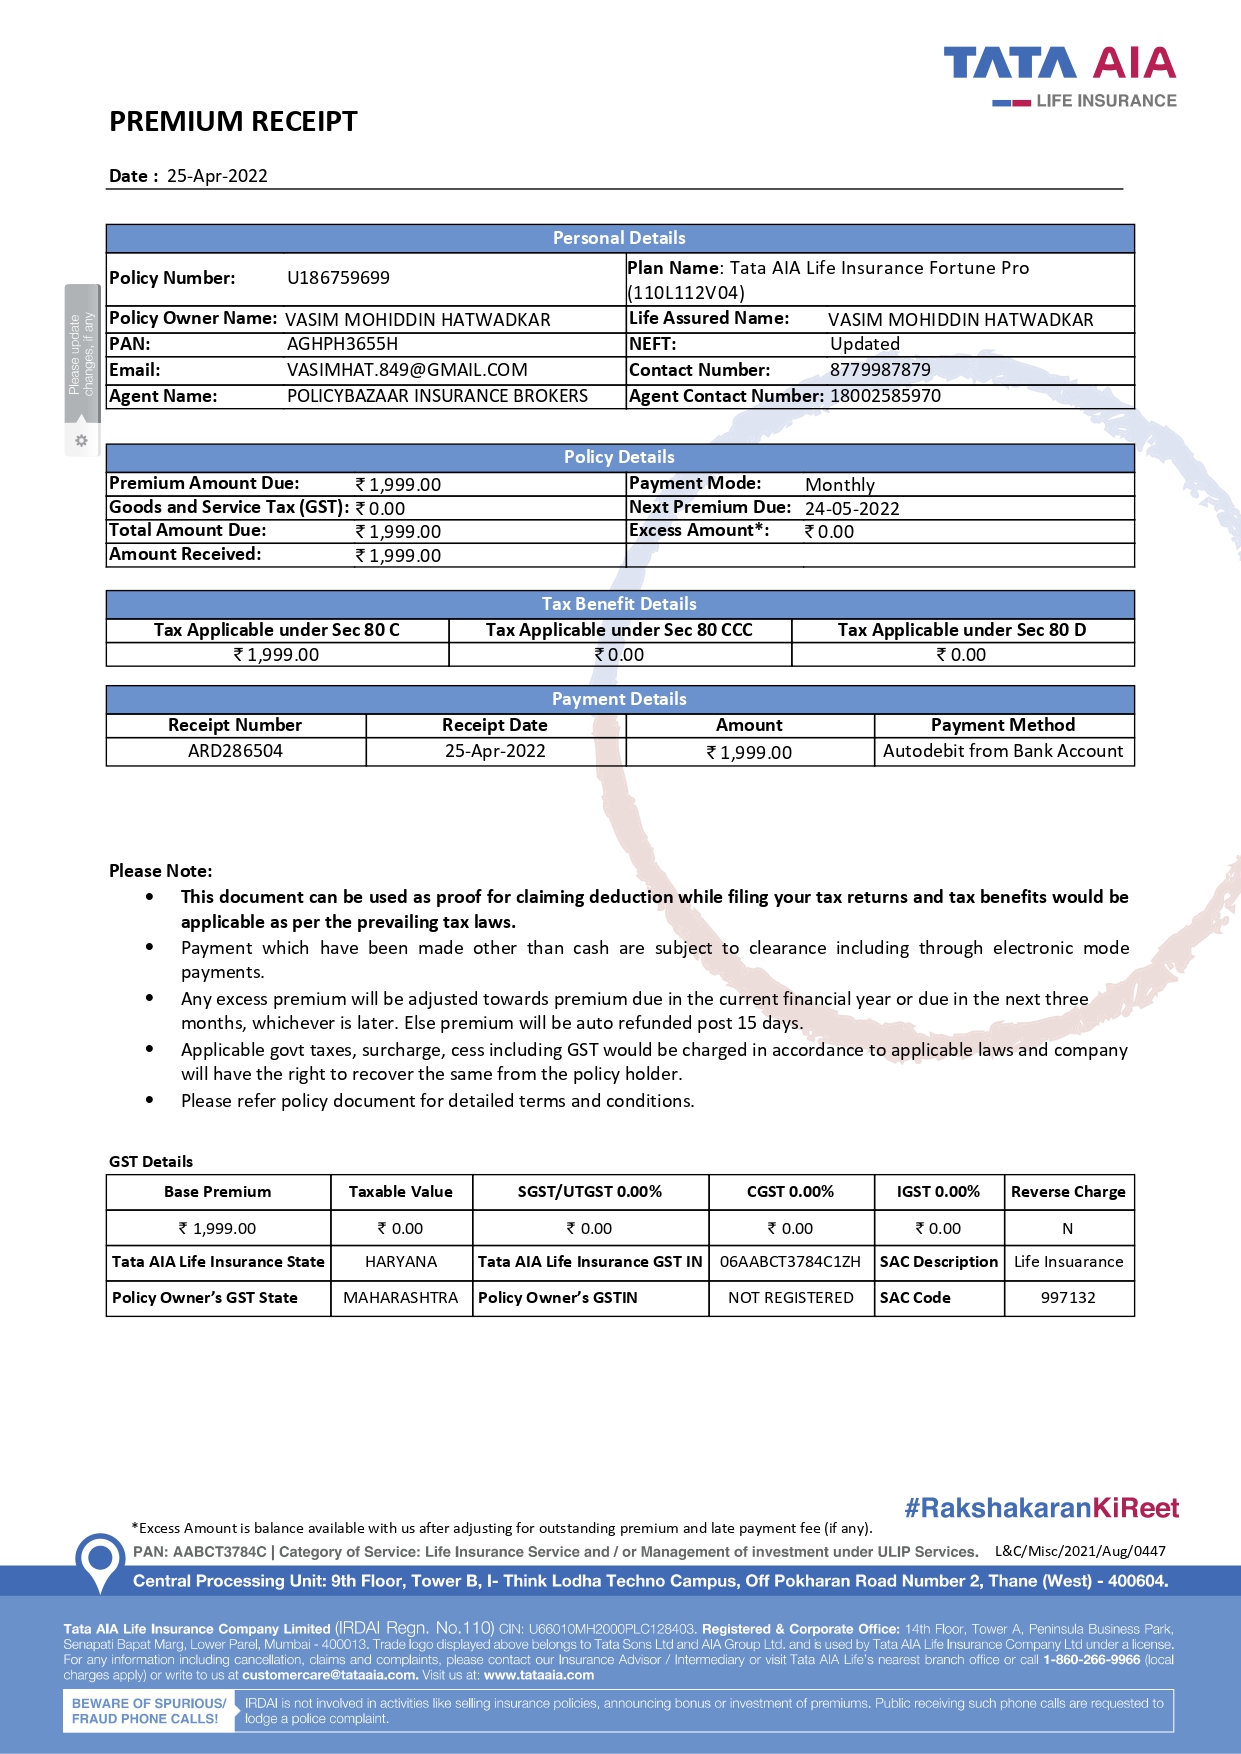 TATA AIA
LIFE INSURANCE
PREMIUM RECEIPT
Date : 25-Apr-2022
Personal Details
Policy Number: U186759699 Plan Name: Tata AIA Life Insurance Fortune Pro (110L112V04)
Policy Owner Name: VASIM MOHIDDIN HATWADKAR Life Assured Name: VASIM MOHIDDIN HATWADKAR
PAN: AGHPH3655H NEFT: Updated
Email: VASIMHAT.849@GMAIL.COM Contact Number: 8779987879
Agent Name: POLICYBAZAAR INSURANCE BROKERS Agent Contact Number: 18002585970
Please update
changes, if any
Policy Details
Premium Amount Due: ₹ 1,999.00 Payment Mode: Monthly
Goods and Service Tax (GST): ₹ 0.00 Next Premium Due: 24-05-2022
Total Amount Due: ₹ 1,999.00 Excess Amount*: ₹ 0.00
Amount Received: ₹ 1,999.00
Tax Benefit Details
Tax Applicable under Sec 80 C Tax Applicable under Sec 80 CCC Tax Applicable under Sec 80 D
₹ 1,999.00 ₹ 0.00 ₹ 0.00
Payment Details
Receipt Number Receipt Date Amount Payment Method
ARD286504 25-Apr-2022 ₹ 1,999.00 Autodebit from Bank Account
Please Note:
• This document can be used as proof for claiming deduction while filing your tax returns and tax benefits would be
applicable as per the prevailing tax laws.
• Payment which have been made other than cash are subject to clearance including through electronic mode
payments.
• Any excess premium will be adjusted towards premium due in the current financial year or due in the next three
months, whichever is later. Else premium will be auto refunded post 15 days.
• Applicable govt taxes, surcharge, cess including GST would be charged in accordance to applicable laws and company
will have the right to recover the same from the policy holder.
• Please refer policy document for detailed terms and conditions.
GST Details
Base Premium Taxable Value SGST/UTGST 0.00% CGST 0.00% IGST 0.00% Reverse Charge
₹ 1,999.00 ₹ 0.00 ₹ 0.00 ₹ 0.00 ₹ 0.00 N
Tata AIA Life Insurance State HARYANA Tata AIA Life Insurance GST IN 06AABCT3784C1ZH SAC Description Life Insuarance
Policy Owner's GST State MAHARASHTRA Policy Owner's GSTIN NOT REGISTERED SAC Code 997132
#RakshakaranKiReet
*Excess Amount is balance available with us after adjusting for outstanding premium and late payment fee (if any).
PAN: AABCT3784C | Category of Service: Life Insurance Service and / or Management of investment under ULIP Services. L&C/Misc/2021/Aug/0447
Central Processing Unit: 9th Floor, Tower B, I- Think Lodha Techno Campus, Off Pokharan Road Number 2, Thane (West) - 400604.
Tata AIA Life Insurance Company Limited (IRDAI Regn. No.110) CIN: U66010MH2000PLC128403. Registered & Corporate Office: 14th Floor, Tower A, Peninsula Business Park,
Senapati Bapat Marg, Lower Parel, Mumbai - 400013. Trade logo displayed above belongs to Tata Sons Ltd and AIA Group Ltd. and is used by Tata AIA Life Insurance Company Ltd under a license.
For any information including cancellation, claims and complaints, please contact our Insurance Advisor / Intermediary or visit Tata AIA Life's nearest branch office or call 1-860-266-9966 (local
charges apply) or write to us at customercare@tataaia.com. Visit us at: www.tataaia.com
BEWARE OF SPURIOUS/
FRAUD PHONE CALLS!
IRDAI is not involved in activities like selling insurance policies, announcing bonus or investment of premiums. Public receiving such phone calls are requested to
lodge a police complaint.